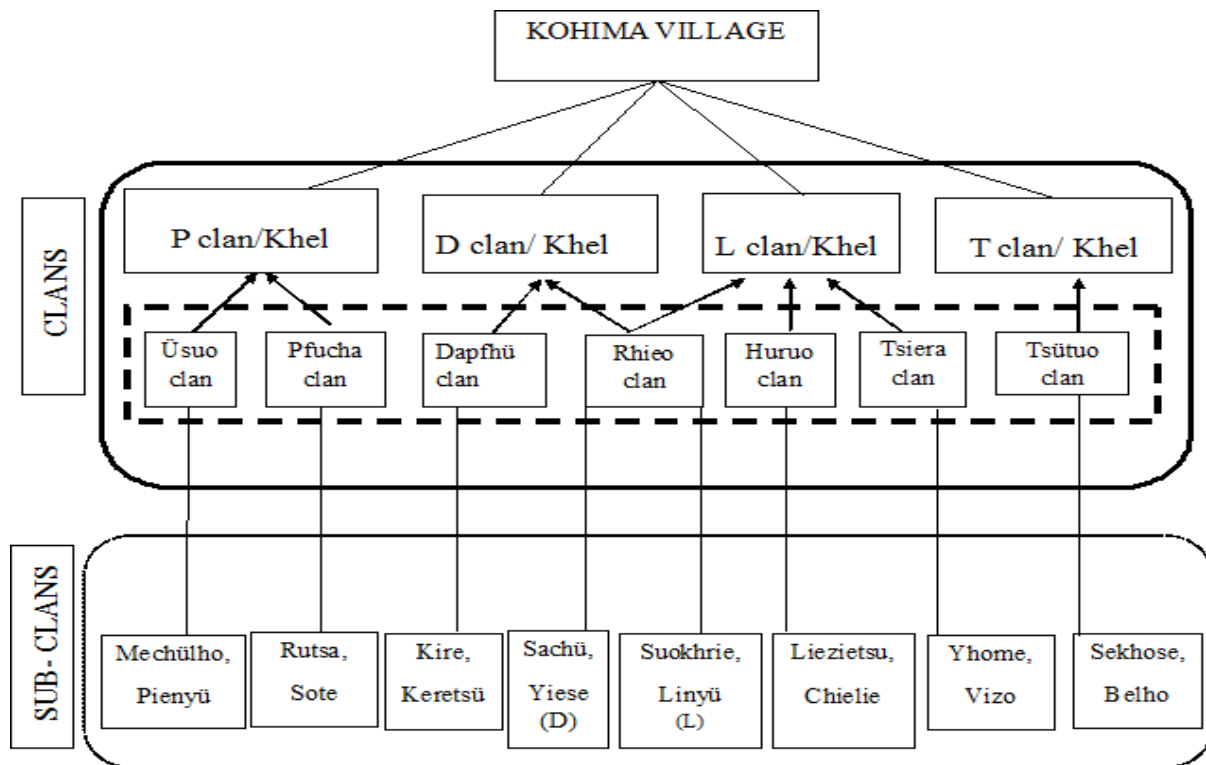 KOHIMA VILLAGE
CLANS
P clan/Khel
D clan/ Khel
L clan/Khel
T clan/ Khel
Üsuo
clan
Pfucha
clan
Dapfhü
clan
Rhieo
clan
Huruo
clan
Tsiera
clan
Tsütuo
clan
SUB- CLANS
Mechülho,
Pienyü
Rutsa,
Sote
Kire,
Keretsü
Sachü,
Yiese
(D)
Suokhrie,
Linyü
(L)
Liezietsu,
Chielie
Yhome,
Vizo
Sekhose,
Belho